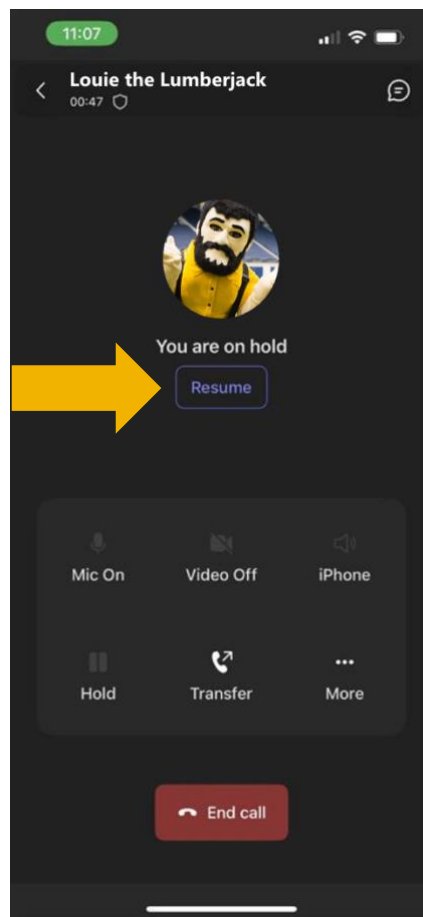 11:07
Louie the Lumberjack
00:47
You are on hold
Resume
Mic On Video Off iPhone
Hold Transfer More
End call